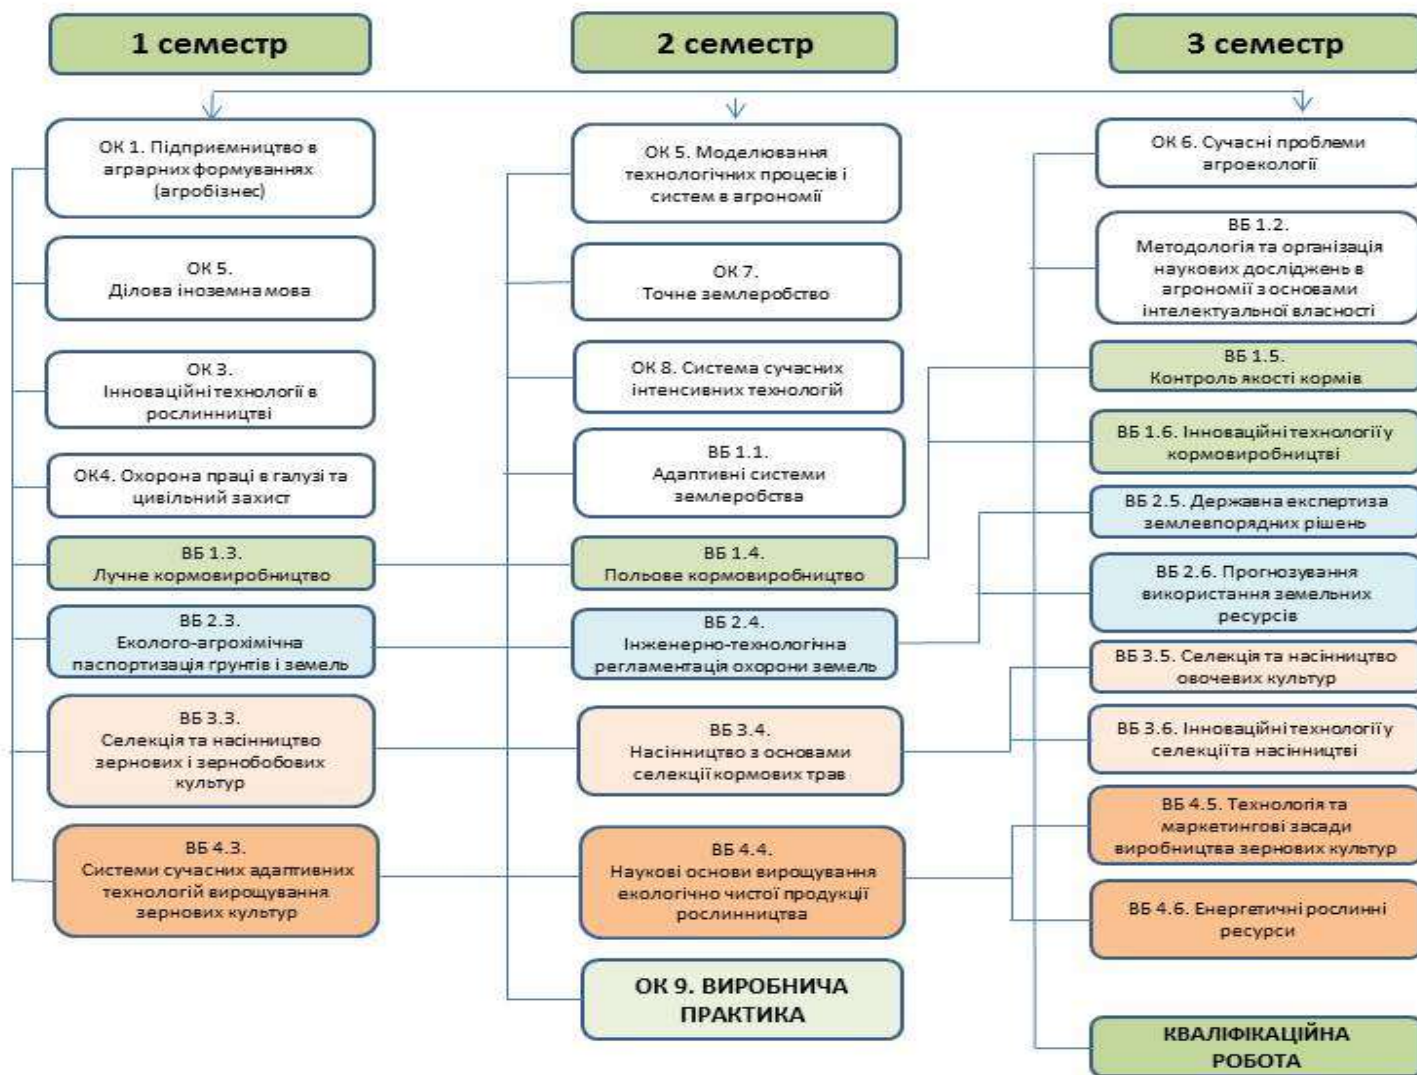 1 семестр
2 семестр
3 семестр
ОК 1. Підприємництво в
аграрних формуваннях
(агробізнес)
ОК 5.
Ділова іноземна мова
ОК 3.
Інноваційні технології в
рослинництві
ОК4. Охорона праці в галузі та
цивільний захист
ВБ 1.3.
Лучне кормовиробництво
ВБ 2.3.
Еколого-агрохімічна
паспортизація ґрунтів і земель
ВБ 3.3.
Селекція та насінництво
зернових і зернобобових
культур
ВБ 4.3.
Системи сучасних адаптивних
технологій вирощування
зернових культур
ОК 5. Моделювання
технологічних процесів і
систем в агрономії
ОК 7.
Точне землеробство
ОК 8. Система сучасних
інтенсивних технологій
ВБ 1.1.
Адаптивні системи
землеробства
ВБ 1.4.
Польове кормовиробництво
ВБ 2.4.
Інженерно-технологічна
регламентація охорони земель
ВБ 3.4.
Насінництво з основами
селекції кормових трав
ВБ 4.4.
Наукові основи вирощування
екологічно чистої продукції
рослинництва
ОК 9. ВИРОБНИЧА
ПРАКТИКА
ОК 6. Сучасні проблеми
агроекології
ВБ 1.2.
Методологія та організація
наукових досліджень в
агрономії з основами
інтелектуальної власності
ВБ 1.5.
Контроль якості кормів
ВБ 1.6. Інноваційні технології у
кормовиробництві
ВБ 2.5. Державна експертиза
землевпорядних рішень
ВБ 2.6. Прогнозування
використання земельних
ресурсів
ВБ 3.5. Селекція та насінництво
овочевих культур
ВБ 3.6. Інноваційні технології у
селекції та насінництві
ВБ 4.5. Технологія та
маркетингові засади
виробництва зернових культур
ВБ 4.6. Енергетичні рослинні
ресурси
КВАЛІФІКАЦІЙНА
РОБОТА